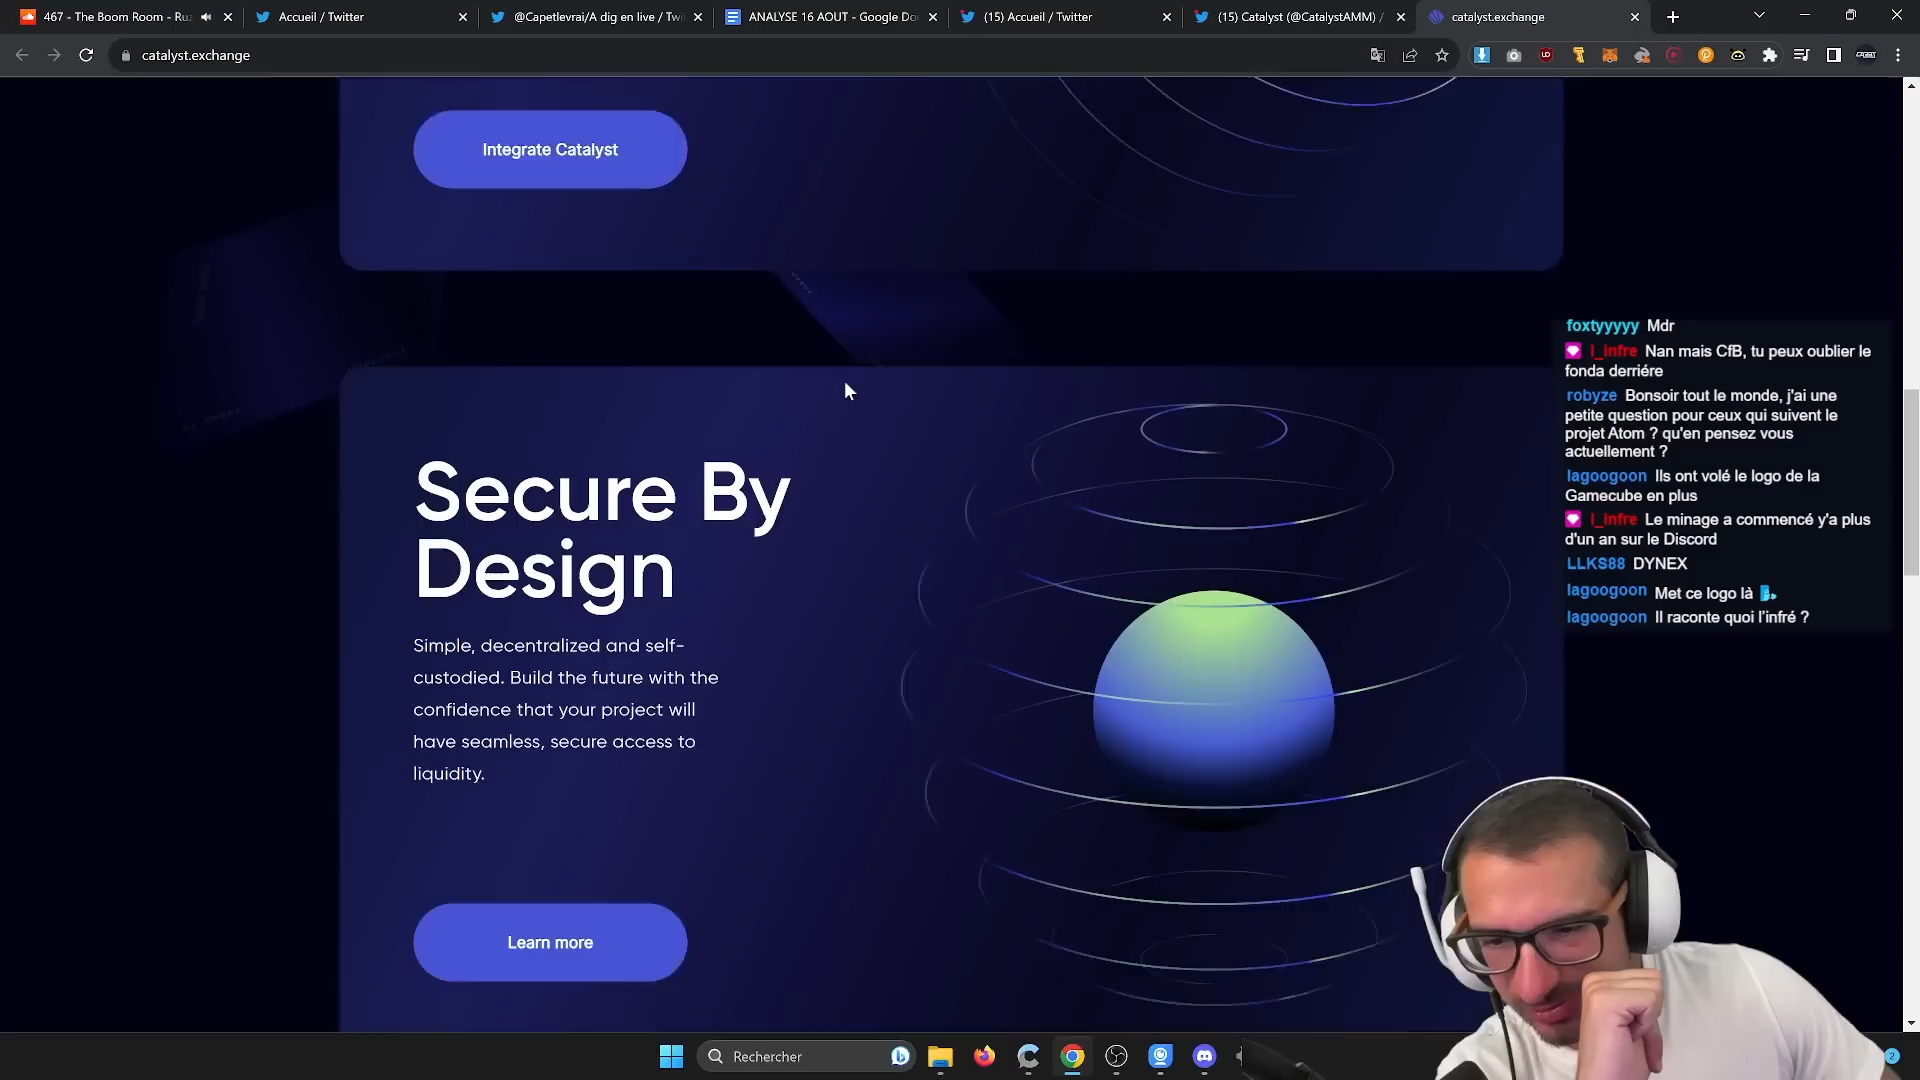 467 - The Boom Room - Ru
Accueil / Twitter
@Capetlevrai/A dig en live / Twi
ANALYSE 16 AOUT - Google Do
(15) Accueil / Twitter
(15) Catalyst (@CatalystAMM) /
catalyst.exchange
catalyst.exchange
Integrate Catalyst
foxtyyyyy Mdr
l_infre Nan mais CfB, tu peux oublier le
fonda derriére
robyze Bonsoir tout le monde, j'ai une
petite question pour ceux qui suivent le
projet Atom ? qu'en pensez vous
actuellement ?
lagoogoon Ils ont volé le logo de la
Gamecube en plus
l_infre Le minage a commencé y'a plus
d'un an sur le Discord
LLKS88 DYNEX
lagoogoon Met ce logo là
lagoogoon Il raconte quoi l'infré ?
Secure By
Design
Simple, decentralized and self-
custodied. Build the future with the
confidence that your project will
have seamless, secure access to
liquidity.
Learn more
Rechercher
2